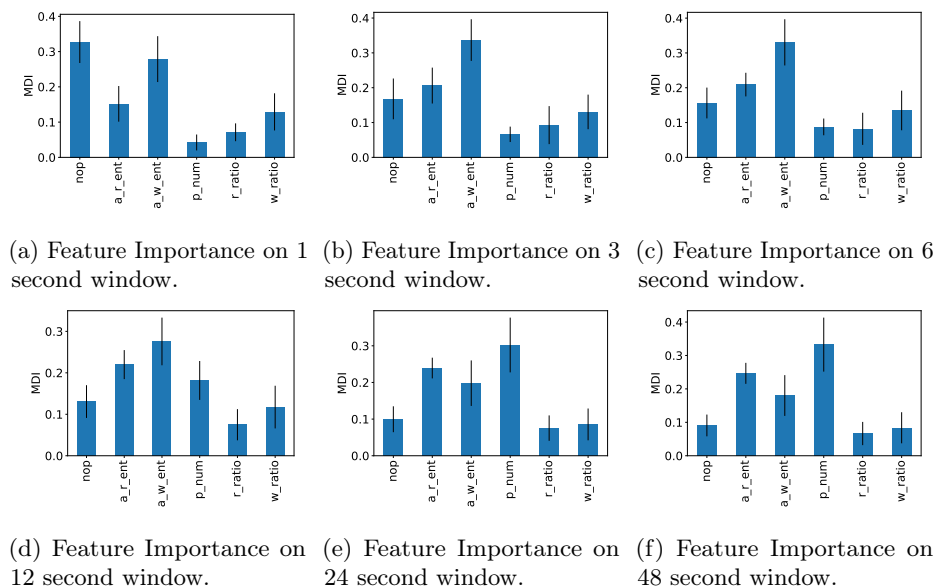 0.4
0.3
0.2
0.1
0.0
MDI
nop
a_r_ent
a_w_ent
p_num
r_ratio
w_ratio
(a) Feature Importance on 1
second window.
0.4
0.3
0.2
0.1
0.0
MDI
nop
a_r_ent
a_w_ent
p_num
r_ratio
w_ratio
(b) Feature Importance on 3
second window.
0.4
0.3
0.2
0.1
0.0
MDI
nop
a_r_ent
a_w_ent
p_num
r_ratio
w_ratio
(c) Feature Importance on 6
second window.
0.3
0.2
0.1
0.0
MDI
nop
a_r_ent
a_w_ent
p_num
r_ratio
w_ratio
(d) Feature Importance on
12 second window.
0.3
0.2
0.1
0.0
MDI
nop
a_r_ent
a_w_ent
p_num
r_ratio
w_ratio
(e) Feature Importance on
24 second window.
0.4
0.3
0.2
0.1
0.0
MDI
nop
a_r_ent
a_w_ent
p_num
r_ratio
w_ratio
(f) Feature Importance on
48 second window.